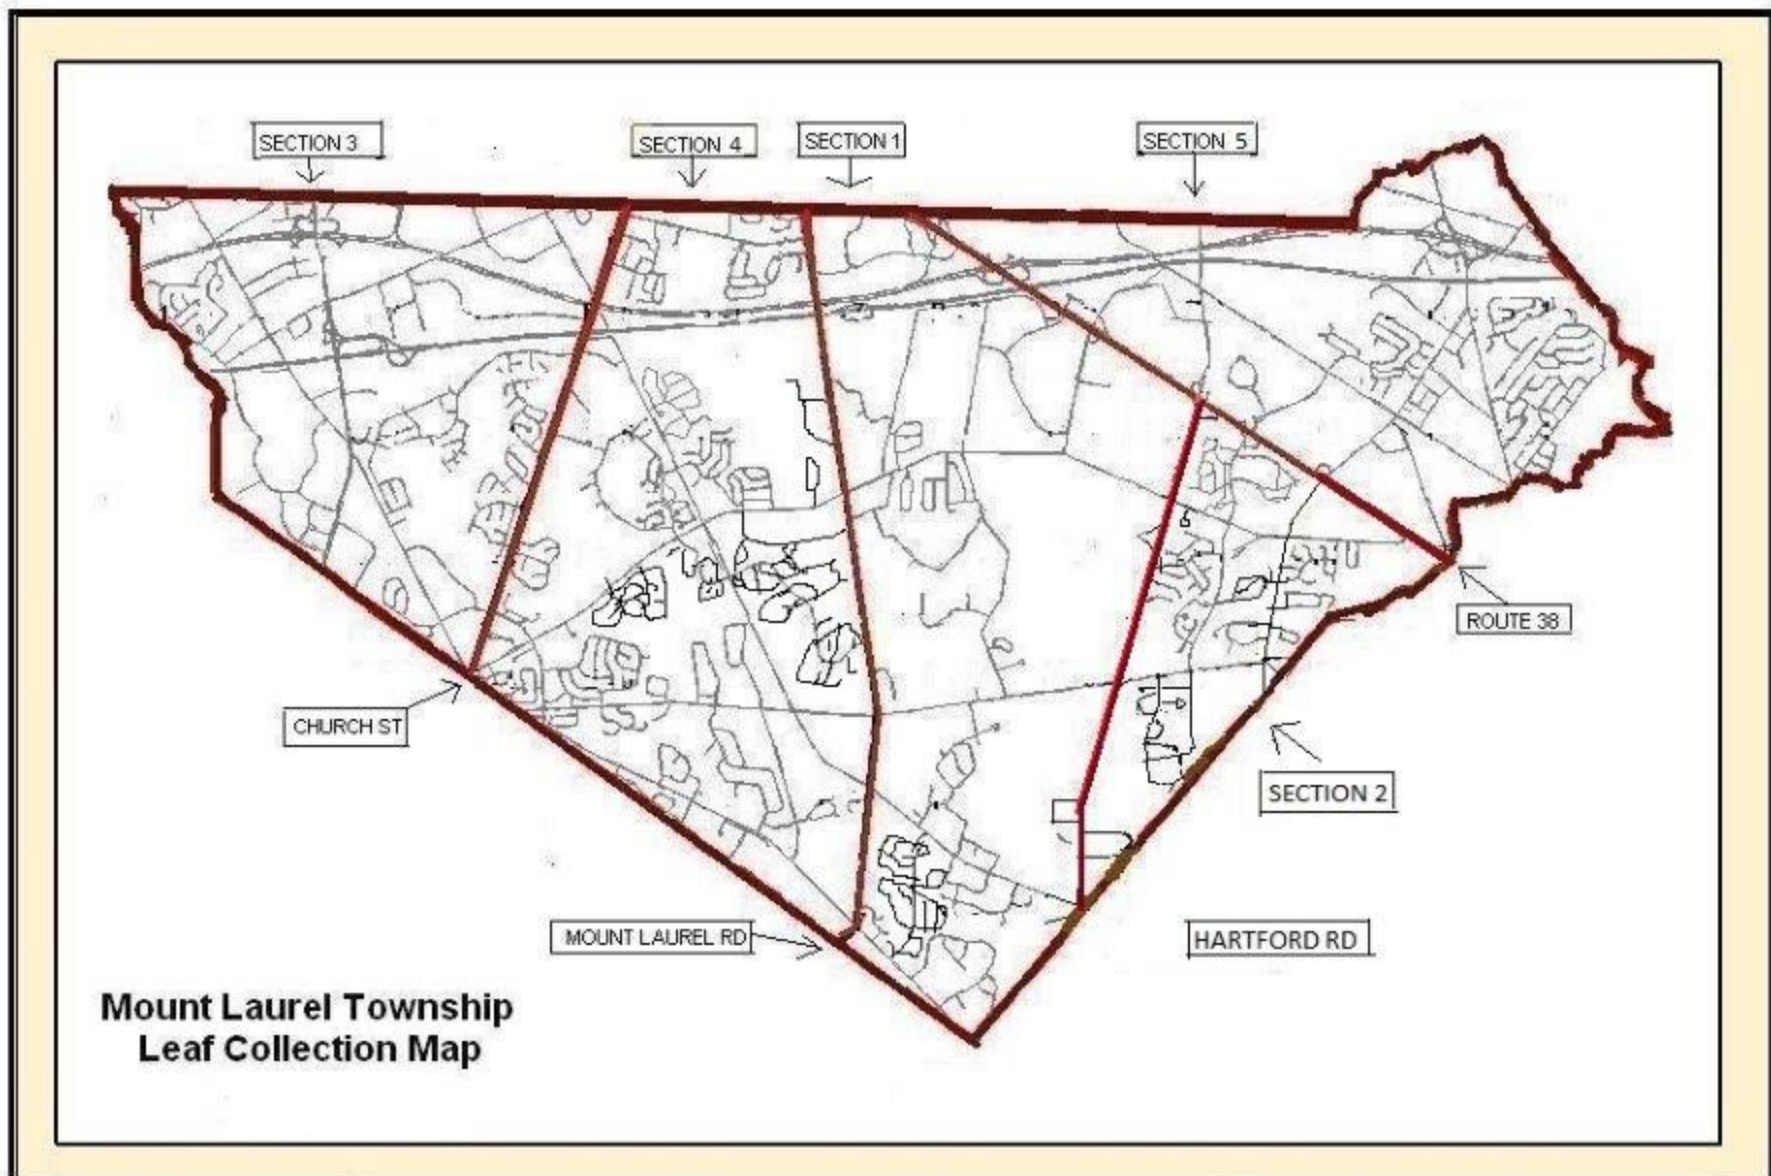 SECTION 3
SECTION 4
SECTION 1
SECTION 5
ROUTE 38
CHURCH ST
SECTION 2
MOUNT LAUREL RD
HARTFORD RD
Mount Laurel Township
Leaf Collection Map